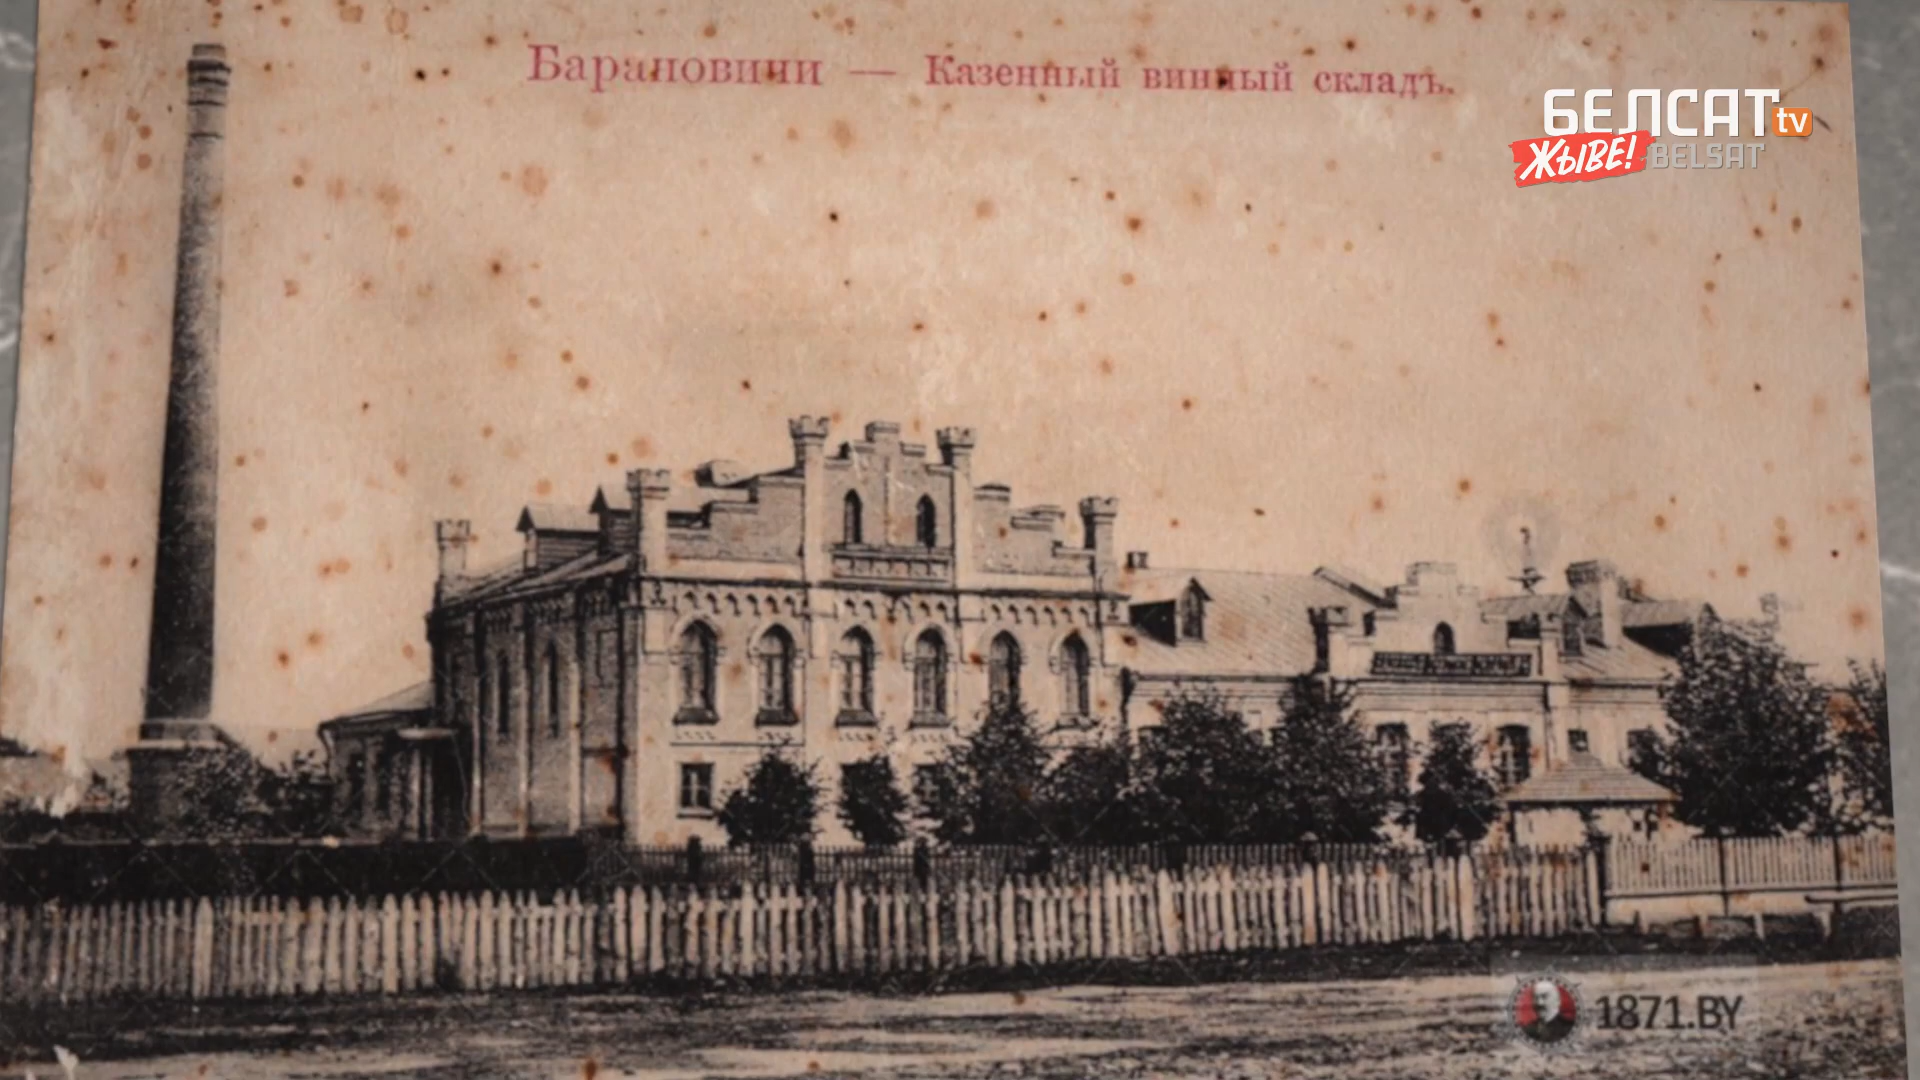 Барановичи — Казенный винный складъ.
БЕЛСАТ tv
ЖЫВЕ! BELSAT
1871.BY